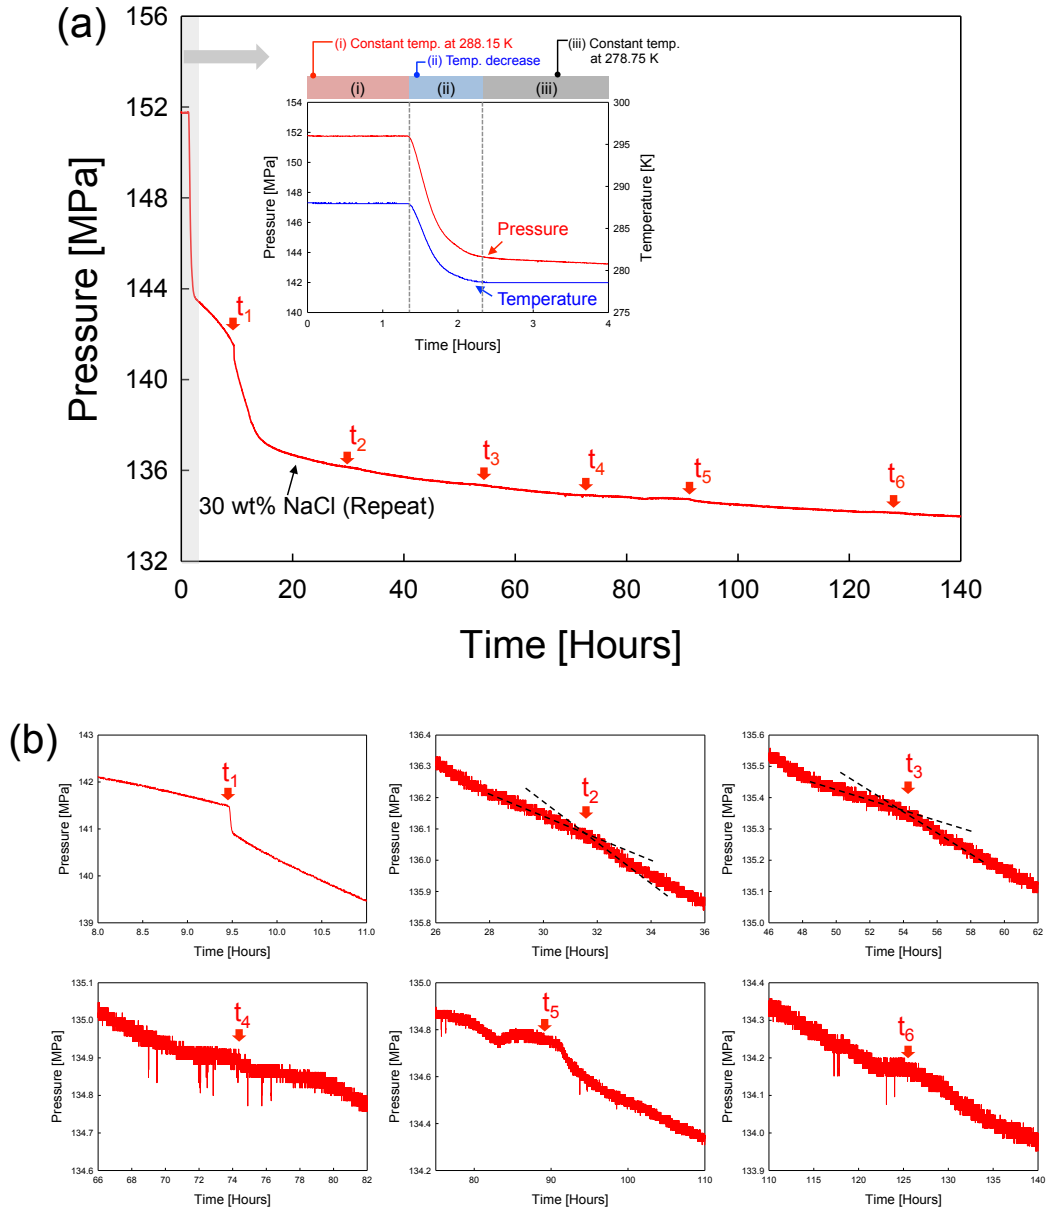 (a)
156
152
148
144
140
136
132
Pressure [MPa]
0
20
40
60
80
100
120
140
Time [Hours]
t1
t2
t3
t4
t5
t6
30 wt% NaCl (Repeat)
(i) Constant temp. at 288.15 K
(ii) Temp. decrease
(iii) Constant temp.
at 278.75 K
(i)
(ii)
(iii)
154
152
150
148
146
144
142
140
Pressure [MPa]
300
295
290
285
280
275
Temperature [K]
Pressure
Temperature
0
1
2
3
4
Time [Hours]
(b)
143
142
141
140
139
Pressure [MPa]
t1
8.0
8.5
9.0
9.5
10.0
10.5
11.0
Time [Hours]
136.4
136.3
136.2
136.1
136.0
135.9
135.8
Pressure [MPa]
t2
26
28
30
32
34
36
Time [Hours]
135.6
135.5
135.4
135.3
135.2
135.1
135.0
Pressure [MPa]
t3
46
48
50
52
54
56
58
60
62
Time [Hours]
135.1
135.0
134.9
134.8
134.7
134.6
Pressure [MPa]
t4
66
68
70
72
74
76
78
80
82
Time [Hours]
135.0
134.8
134.6
134.4
134.2
Pressure [MPa]
t5
80
90
100
110
Time [Hours]
134.4
134.3
134.2
134.1
134.0
133.9
Pressure [MPa]
t6
110
115
120
125
130
135
140
Time [Hours]